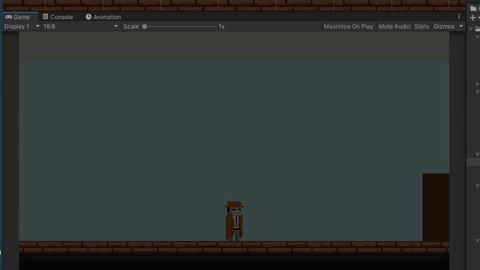 Game Console Animation
Display 1 16:9 Scale 1x Maximize On Play Mute Audio Stats Gizmos